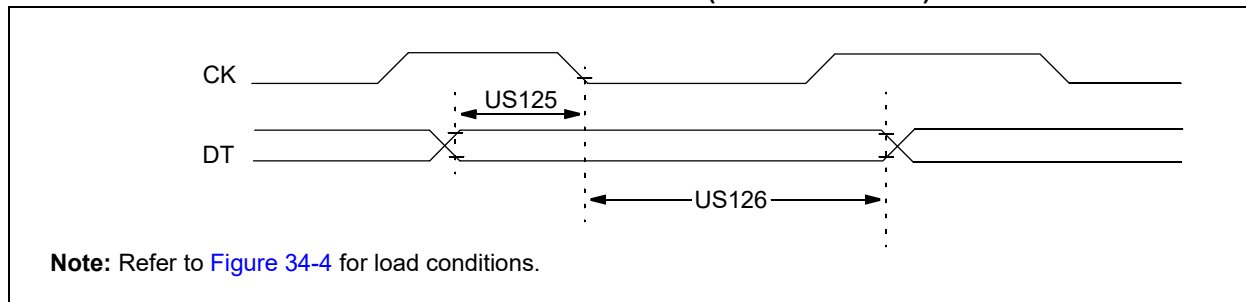 CK
US125
DT
US126
Note: Refer to Figure 34-4 for load conditions.